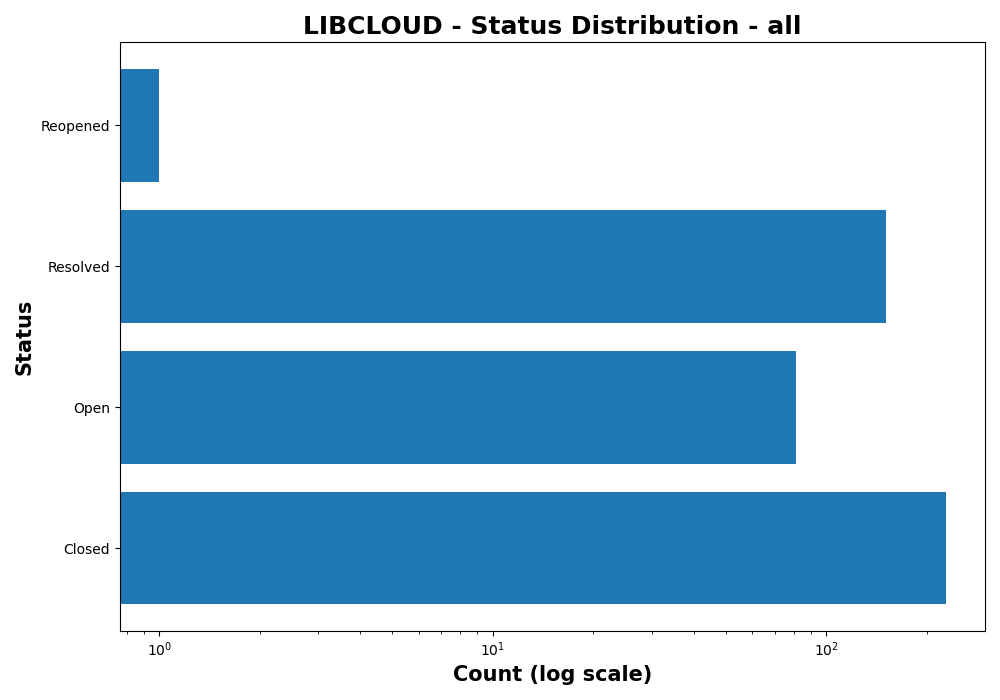 LIBCLOUD - Status Distribution - all
Reopened
Resolved
Open
Closed
Status
10⁰
10¹
10²
Count (log scale)